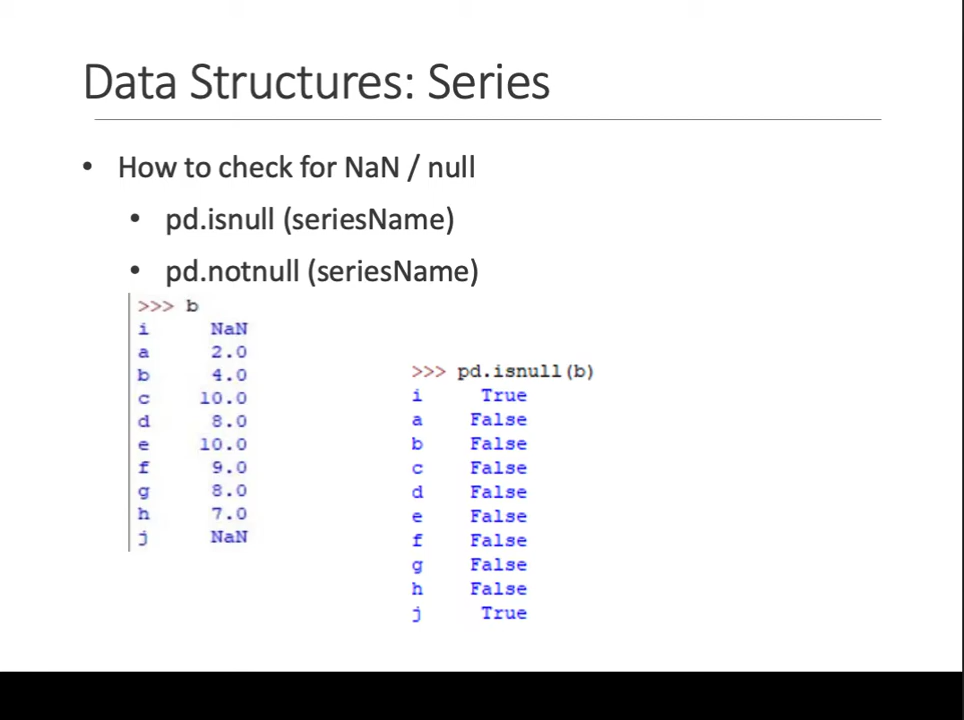 Data Structures: Series
• How to check for NaN / null
• pd.isnull (seriesName)
• pd.notnull (seriesName)
>>> b
i NaN
a 2.0
b 4.0
c 10.0
d 8.0
e 10.0
f 9.0
g 8.0
h 7.0
j NaN
>>> pd.isnull(b)
i True
a False
b False
c False
d False
e False
f False
g False
h False
j True